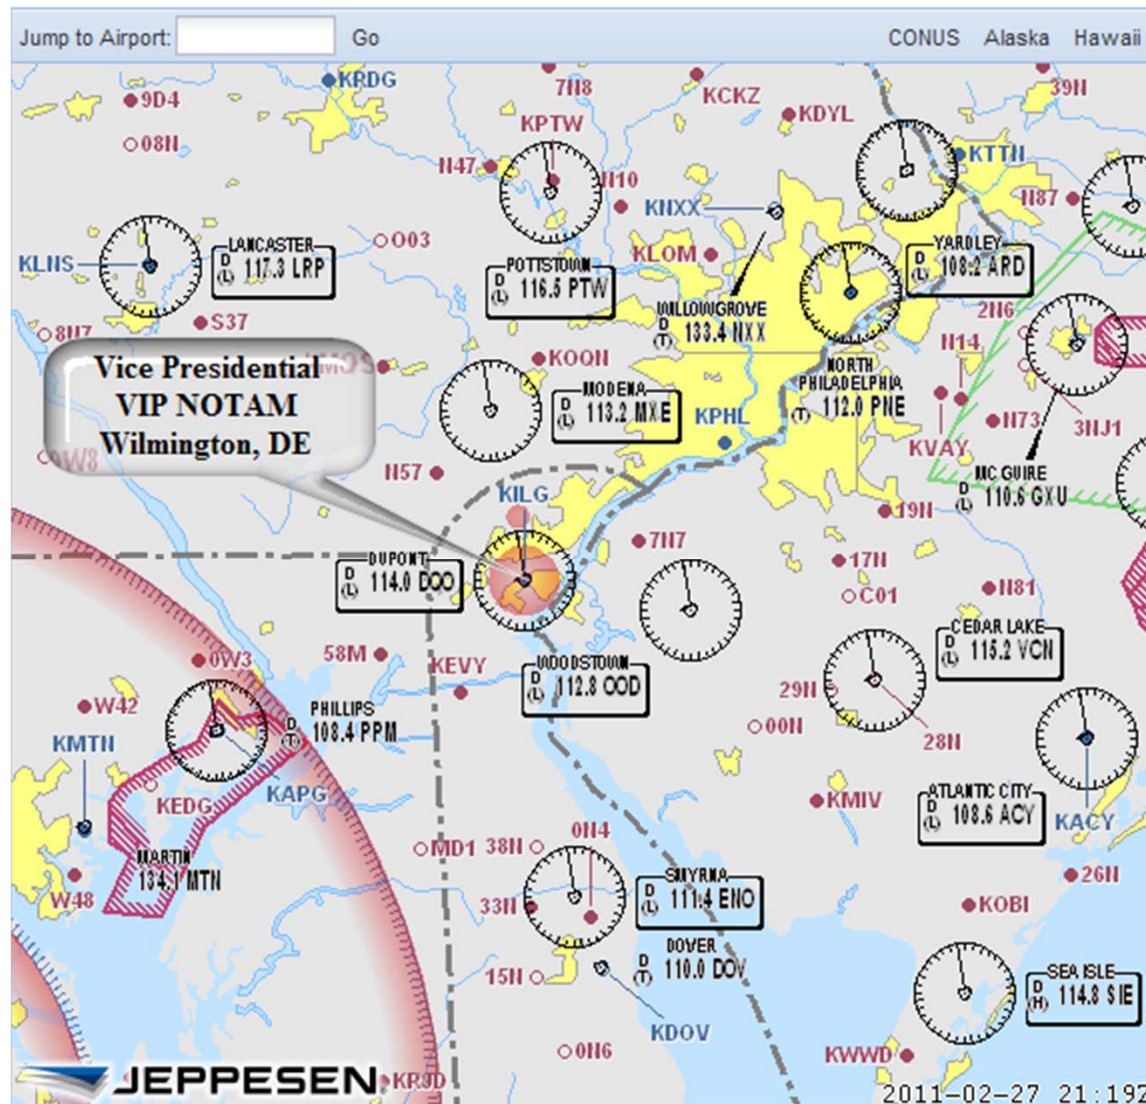 Jump to Airport:
Go
CONUS Alaska Hawaii
KRDG
7N8
39N
9D4
KCKZ
KDYL
KPTW
08N
KTTN
N47
N10
N87
KNXX
O03
KLNS
LANCASTER
D
(L) 117.3 LRP
POTTSTOWN
D
(L) 116.5 PTW
KLOM
YARDLEY
D
(L) 108.2 ARD
WILLOWGROVE
D
(T) 133.4 NXX
2N6
8N7
S37
N14
Vice Presidential
VIP NOTAM
Wilmington, DE
KOQN
NORTH
PHILADELPHIA
(T) 112.0 PNE
MODENA
D
(L) 113.2 MXE
KPHL
KVAY
N73
3NJ1
N57
MC GUIRE
D
(L) 110.6 GXU
KILG
19N
7N7
DUPONT
D
(L) 114.0 DQO
17N
C01
N81
CEDAR LAKE
D
(L) 115.2 VCN
0W3
58M
KEVY
WOODSTOWN
D
(L) 112.8 OOD
29N
W42
PHILLIPS
D
(T) 108.4 PPM
00N
28N
KMTN
KEDG
KAPG
KMIV
ATLANTIC CITY
D
(L) 108.6 ACY
KACY
MARTIN
134.1 MTN
MD1
38N
0N4
W48
33N
SMYRNA
D
(L) 111.4 ENO
26N
KOBI
DOVER
D
(T) 110.0 DOV
15N
SEA ISLE
D
(H) 114.8 SIE
KDOV
0N6
KWWD
JEPPESEN
2011-02-27 21:19Z